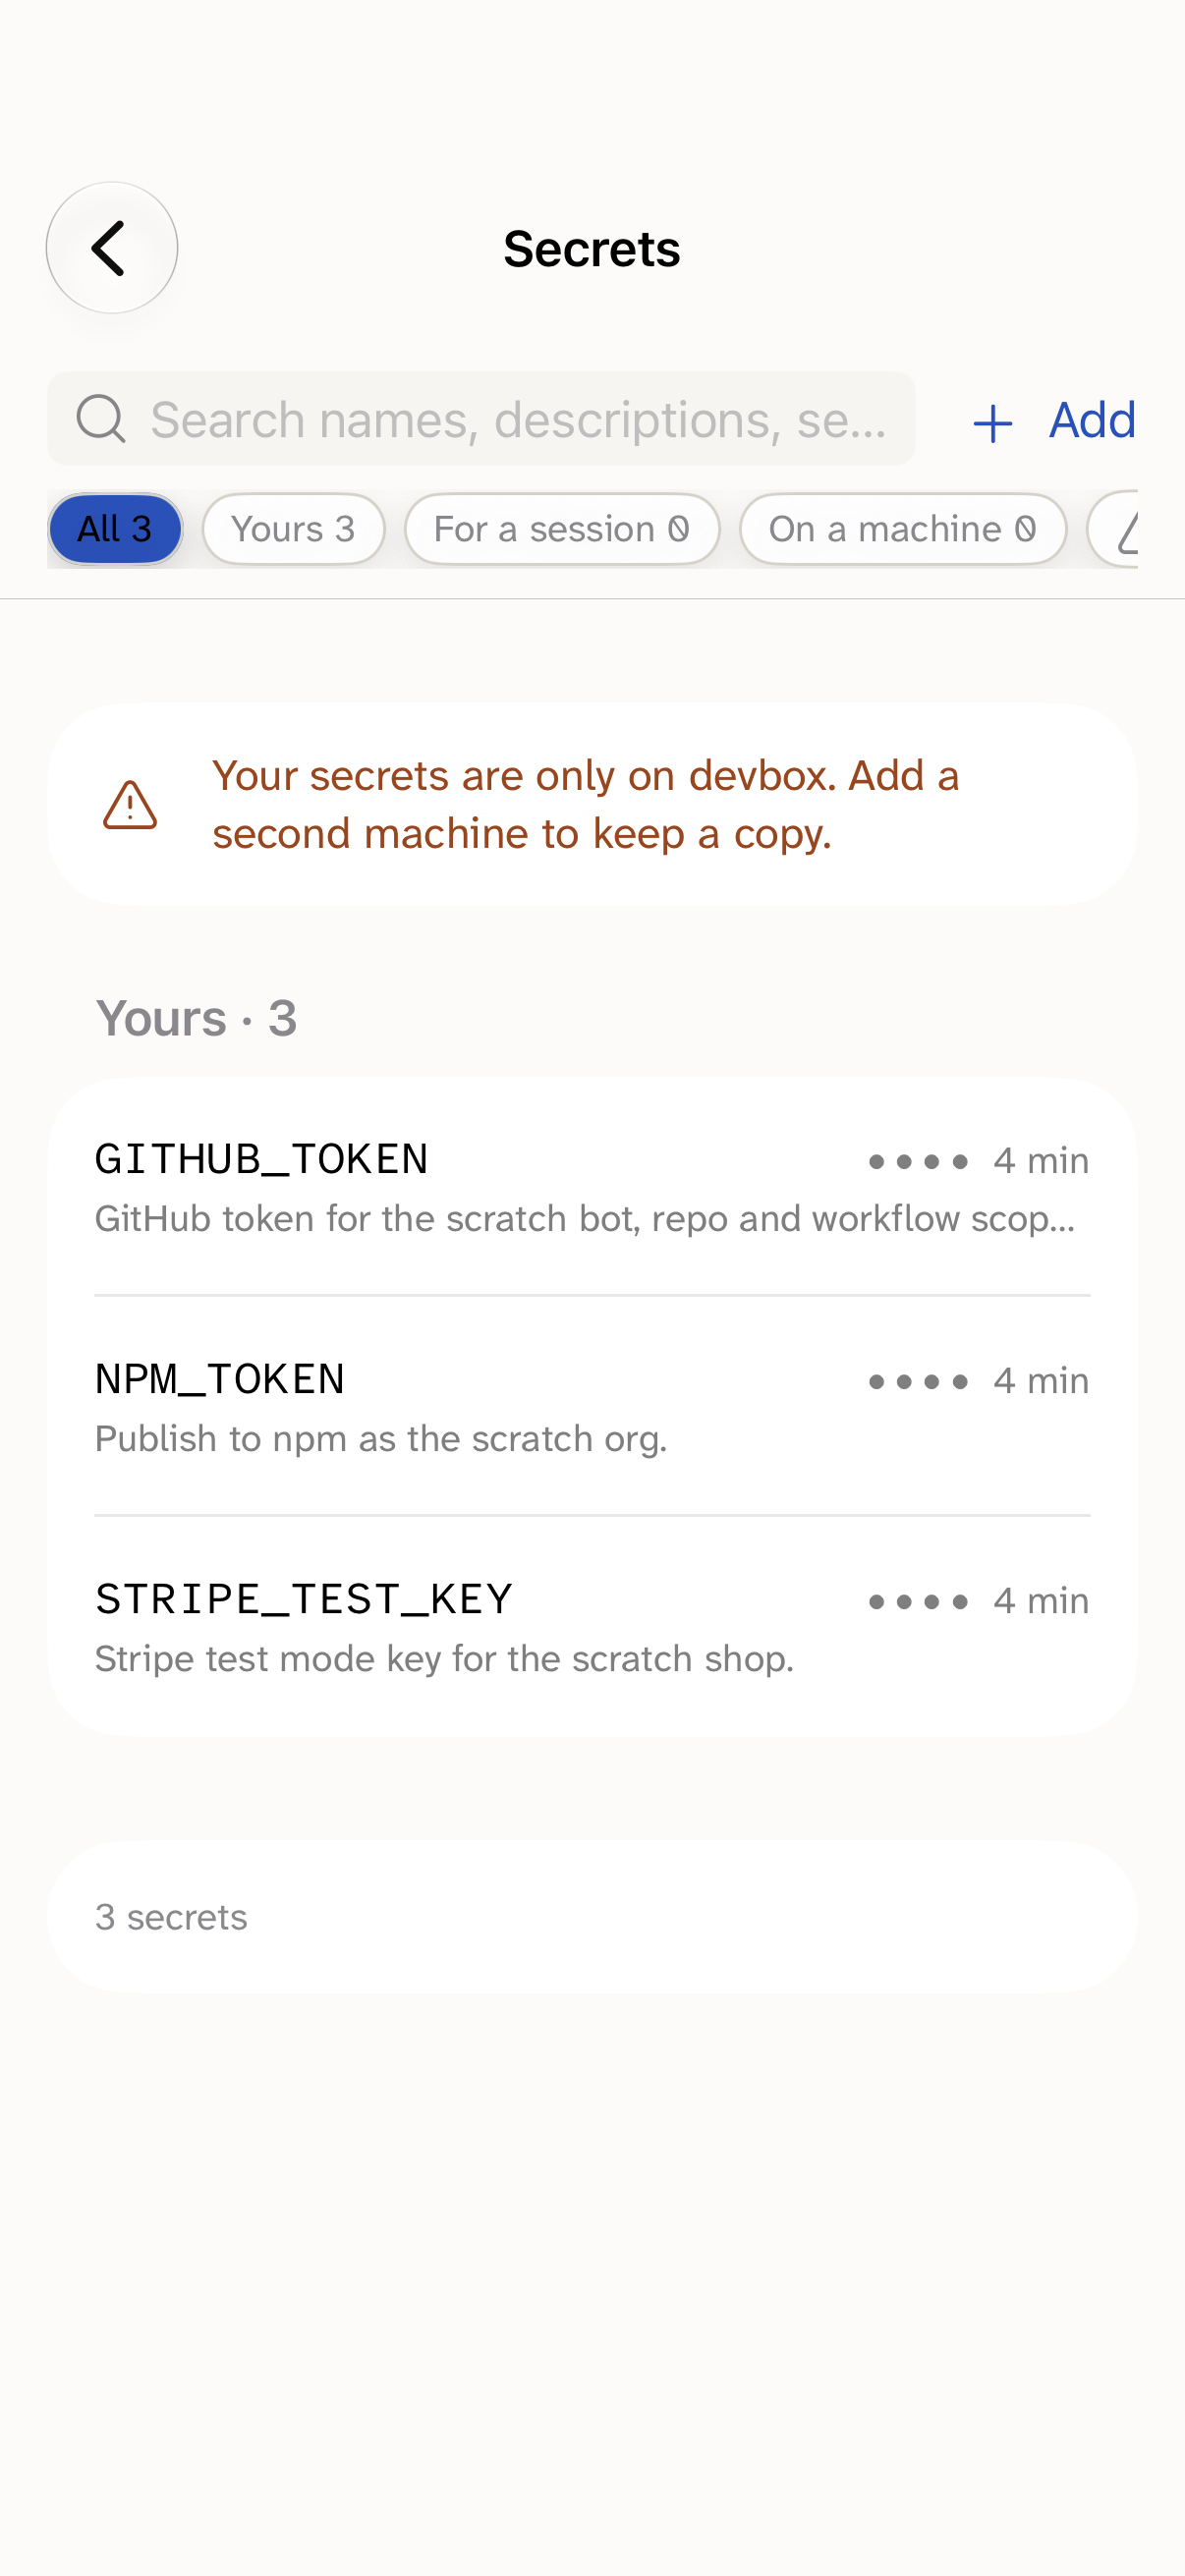 Secrets
Search names, descriptions, se...
+ Add
All 3
Yours 3
For a session 0
On a machine 0
Your secrets are only on devbox. Add a
second machine to keep a copy.
Yours · 3
GITHUB_TOKEN
•••• 4 min
GitHub token for the scratch bot, repo and workflow scop...
NPM_TOKEN
•••• 4 min
Publish to npm as the scratch org.
STRIPE_TEST_KEY
•••• 4 min
Stripe test mode key for the scratch shop.
3 secrets